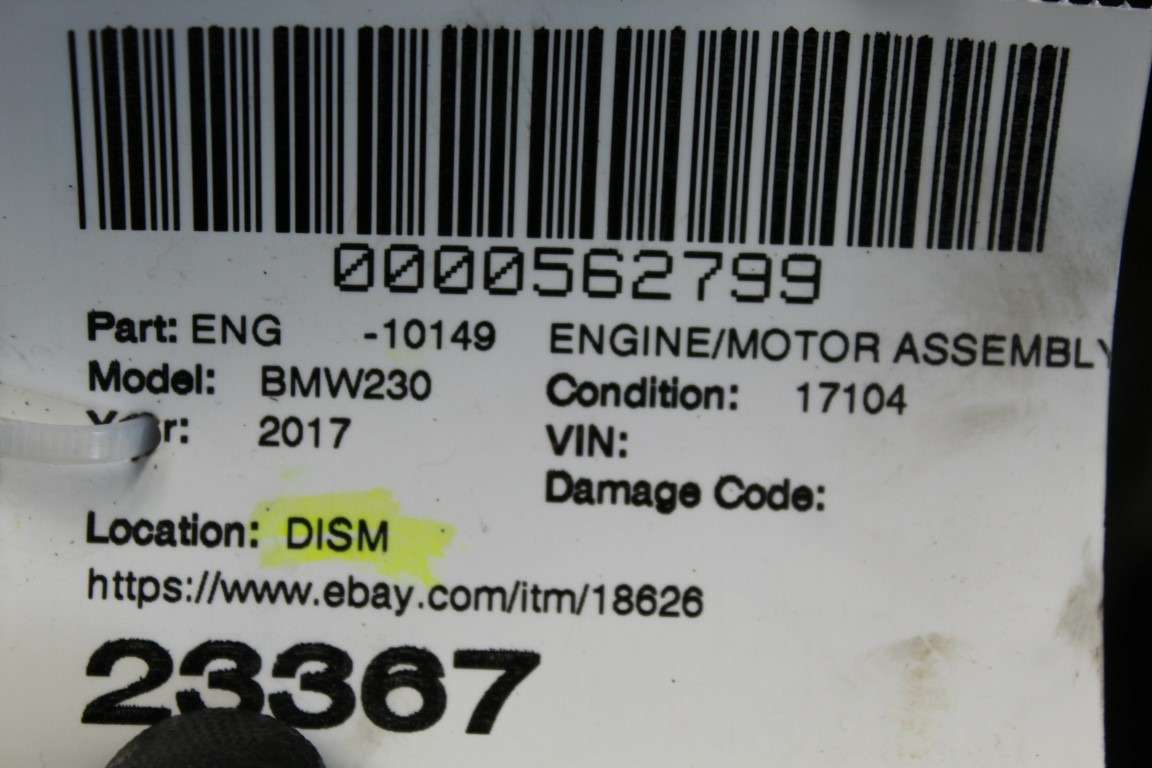 0000562799
Part: ENG -10149 ENGINE/MOTOR ASSEMBLY
Model: BMW230 Condition: 17104
Year: 2017 VIN:
Damage Code:
Location: DISM
https://www.ebay.com/itm/18626
23367